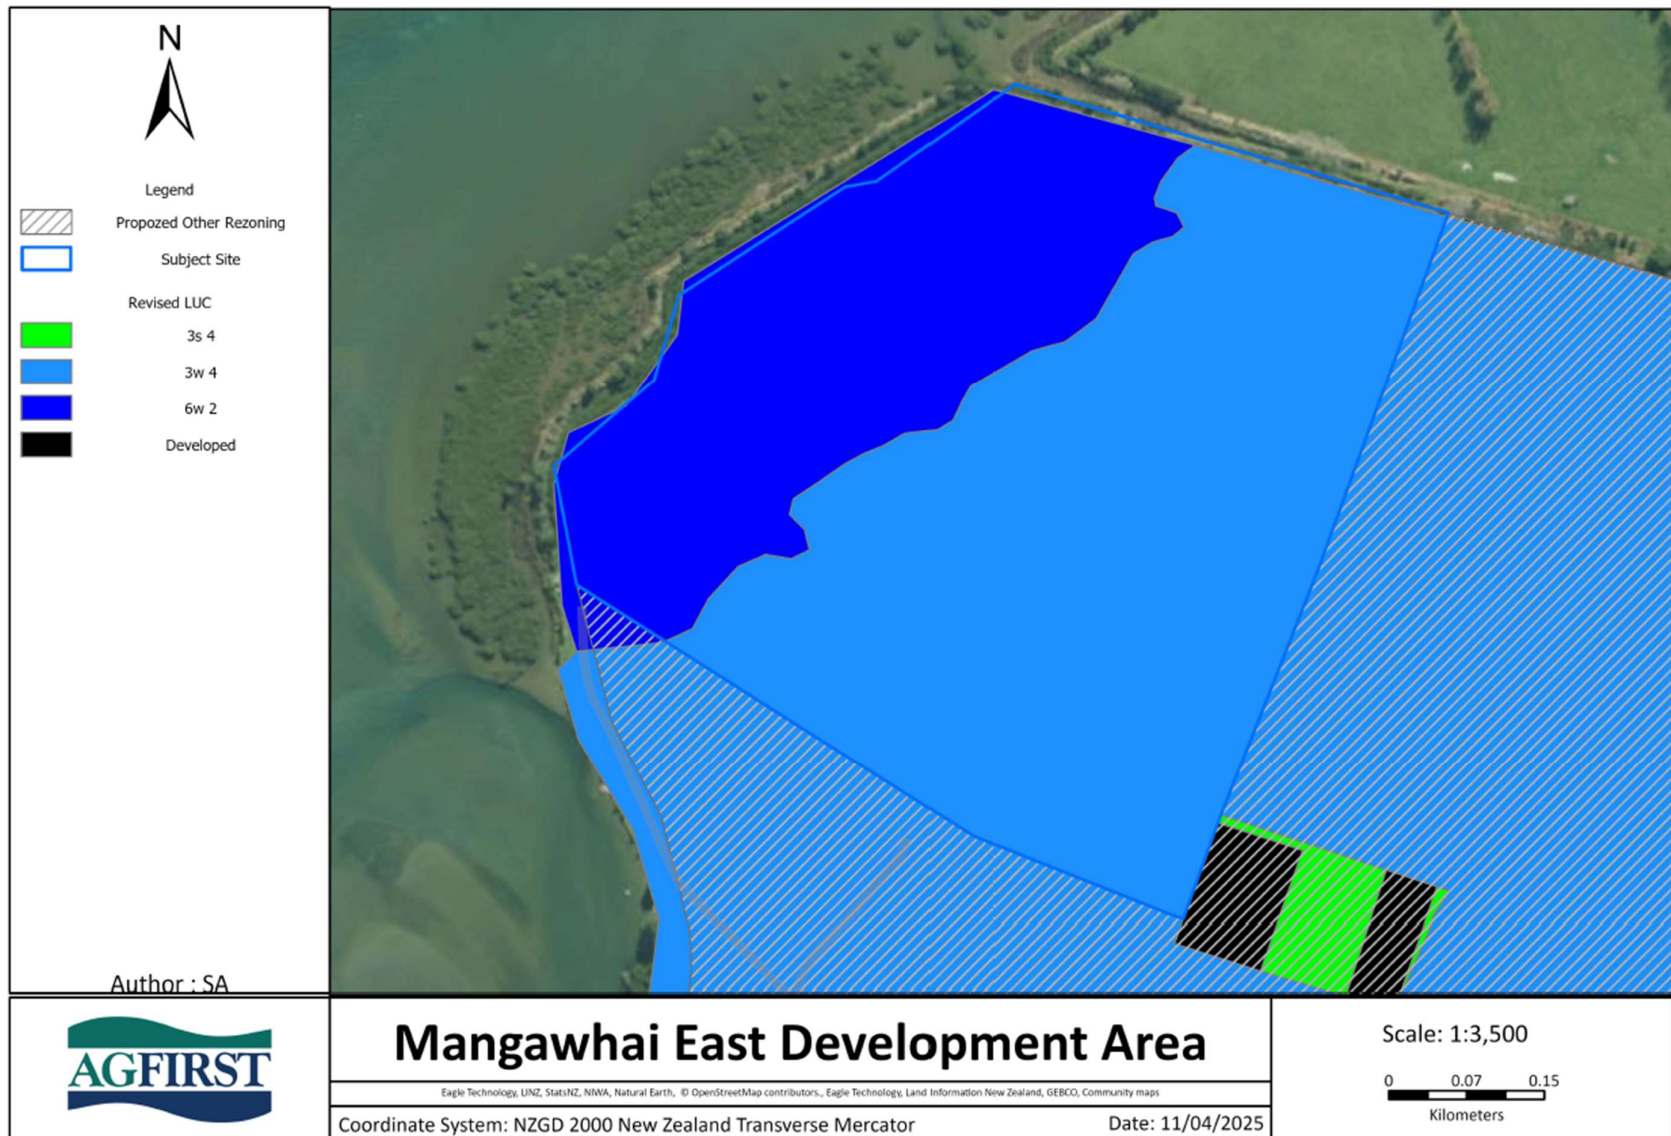 N
Legend
Propozed Other Rezoning
Subject Site
Revised LUC
3s 4
3w 4
6w 2
Developed
Author : SA
AGFIRST
Mangawhai East Development Area
Eagle Technology, LINZ, StatsNZ, NIWA, Natural Earth, © OpenStreetMap contributors., Eagle Technology, Land Information New Zealand, GEBCO, Community maps
Coordinate System: NZGD 2000 New Zealand Transverse Mercator
Date: 11/04/2025
Scale: 1:3,500
0 0.07 0.15
Kilometers